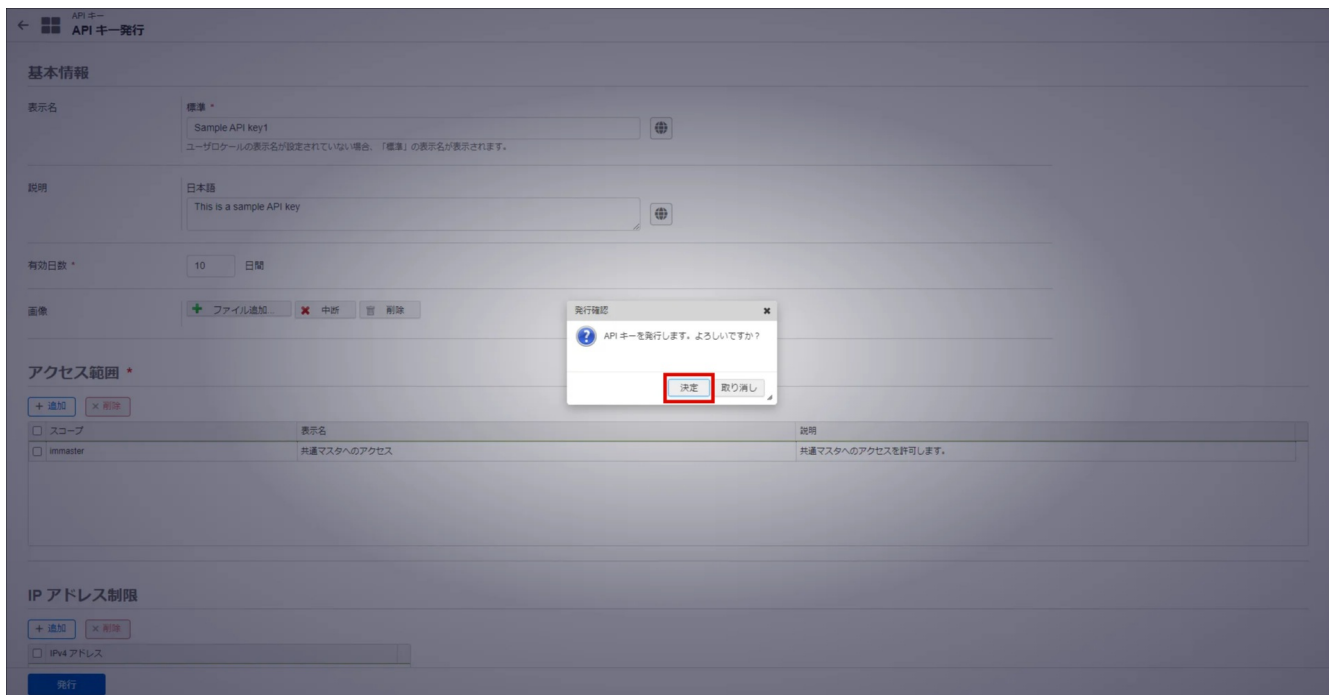 API キー
API キー発行
基本情報
表示名
標準 *
Sample API key1
ユーザロケールの表示名が設定されていない場合、「標準」の表示名が表示されます。
説明
日本語
This is a sample API key
有効日数 *
10 日間
画像
ファイル追加... 中断 削除
発行確認
API キーを発行します。よろしいですか？
決定 取り消し
アクセス範囲 *
+ 追加 × 削除
スコープ 表示名 説明
immaster 共通マスタへのアクセス 共通マスタへのアクセスを許可します。
IP アドレス制限
+ 追加 × 削除
IPv4 アドレス
発行